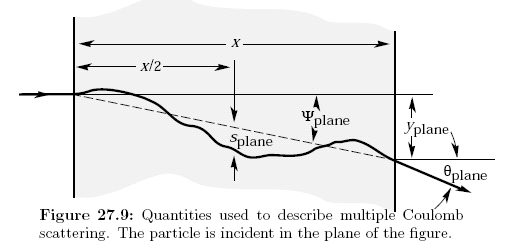 x
x/2
Ψplane
splane
yplane
θplane
Figure 27.9: Quantities used to describe multiple Coulomb
scattering. The particle is incident in the plane of the figure.